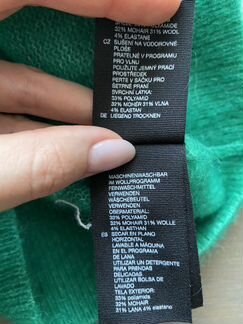 32% MOHAIR 31% WOOL
4% ELASTANE
CZ SUŠENÍ NA VODOROVNÉ
PLOŠE
PRATELNÉ V PROGRAMU
PRO VLNU
POUŽIJTE JEMNÝ PRACÍ
PROSTŘEDEK
PERTE V SÁČKU PRO
ŠETRNÉ PRANÍ
SVRCHNÍ LÁTKA:
33% POLYAMID
32% MOHÉR 31% VLNA
4% ELASTAN
DE LIEGEND TROCKNEN
MASCHINENWASCHBAR
IM WOLLPROGRAMM
FEINWASCHMITTEL
VERWENDEN
WÄSCHEBEUTEL
VERWENDEN
OBERMATERIAL:
33% POLYAMID
32% MOHAIR 31% WOLLE
4% ELASTHAN
ES SECAR EN PLANO
HORIZONTAL
LAVABLE A MÁQUINA
EN EL PROGRAMA
DE LANA
UTILIZAR UN DETERGENTE
PARA PRENDAS
DELICADAS
UTILIZAR BOLSA DE
LAVADO
TELA EXTERIOR:
33% poliamida
32% MOHAIR
31% LANA 4% elastano